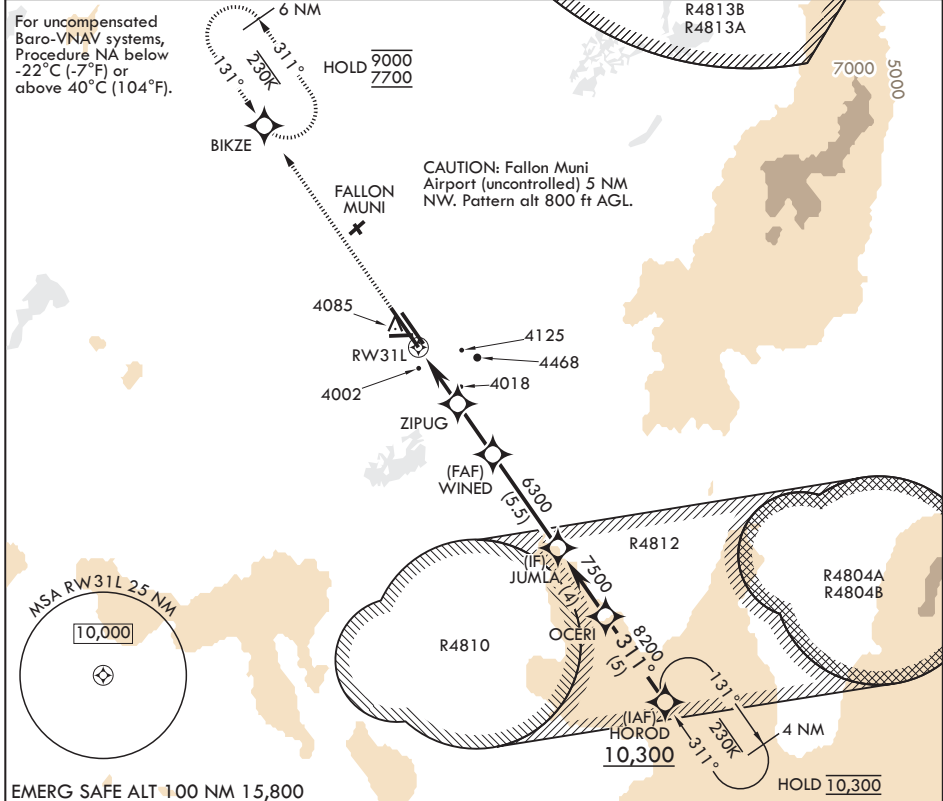 For uncompensated
Baro-VNAV systems,
Procedure NA below
-22°C (-7°F) or
above 40°C (104°F).
6 NM
311°
131°
230K
HOLD 9000
7700
BIKZE
R4813B
R4813A
7000
5000
CAUTION: Fallon Muni
Airport (uncontrolled) 5 NM
NW. Pattern alt 800 ft AGL.
FALLON
MUNI
4085
RW31L
4125
4468
4002
4018
ZIPUG
(FAF)
WINED
6300
(5.5)
R4812
(IF)
JUMLA
7500
(4)
R4804A
R4804B
MSA RW31L 25 NM
10,000
R4810
OCERI
8200
311°
(5)
131°
(IAF)
HOROD
10,300
230K
311°
4 NM
HOLD 10,300
EMERG SAFE ALT 100 NM 15,800